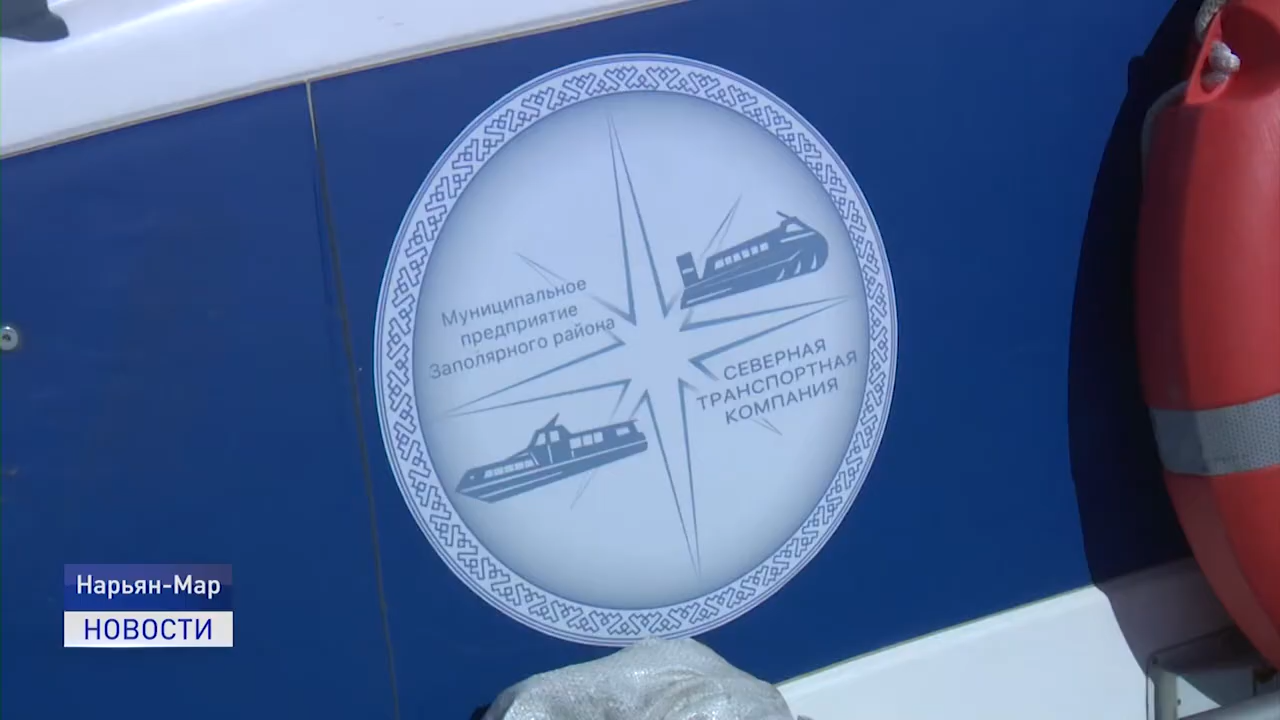 Муниципальное
предприятие
Заполярного района
СЕВЕРНАЯ
ТРАНСПОРТНАЯ
КОМПАНИЯ
Нарьян-Мар
НОВОСТИ